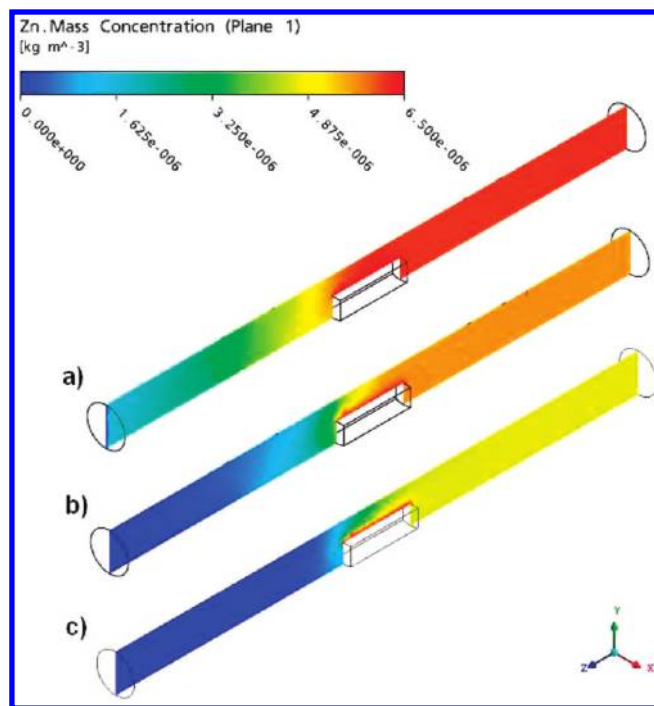 Zn.Mass Concentration (Plane 1)
[kg m^-3]
0.000e+000
1.625e-006
3.250e-006
4.875e-006
6.500e-006
a)
b)
c)
Y
Z
X